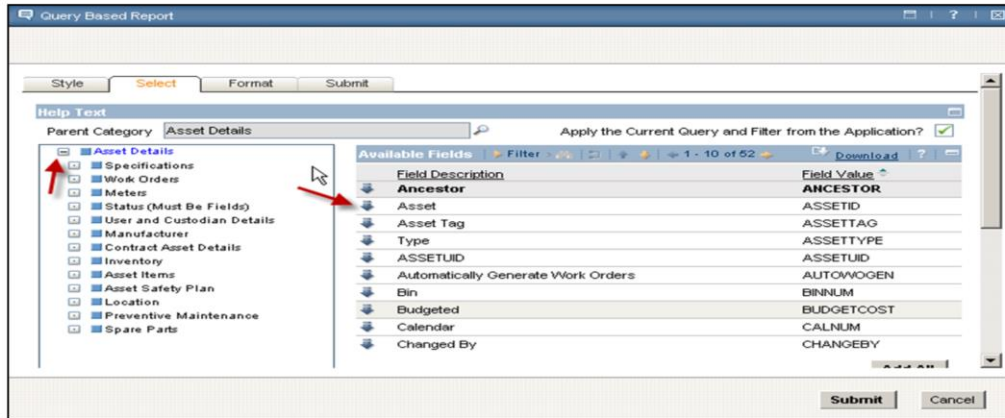 Query Based Report
Style Select Format Submit
Help Text
Parent Category Asset Details Apply the Current Query and Filter from the Application?
Asset Details
Specifications
Work Orders
Meters
Status (Must Be Fields)
User and Custodian Details
Manufacturer
Contract Asset Details
Inventory
Asset Items
Asset Safety Plan
Location
Preventive Maintenance
Spare Parts
Available Fields Filter 1 - 10 of 52 Download ?
Field Description Field Value
Ancestor ANCESTOR
Asset ASSETID
Asset Tag ASSETTAG
Type ASSETTYPE
ASSETUID ASSETUID
Automatically Generate Work Orders AUTOWOGEN
Bin BINNUM
Budgeted BUDGETCOST
Calendar CALNUM
Changed By CHANGEBY
Add All
Submit Cancel